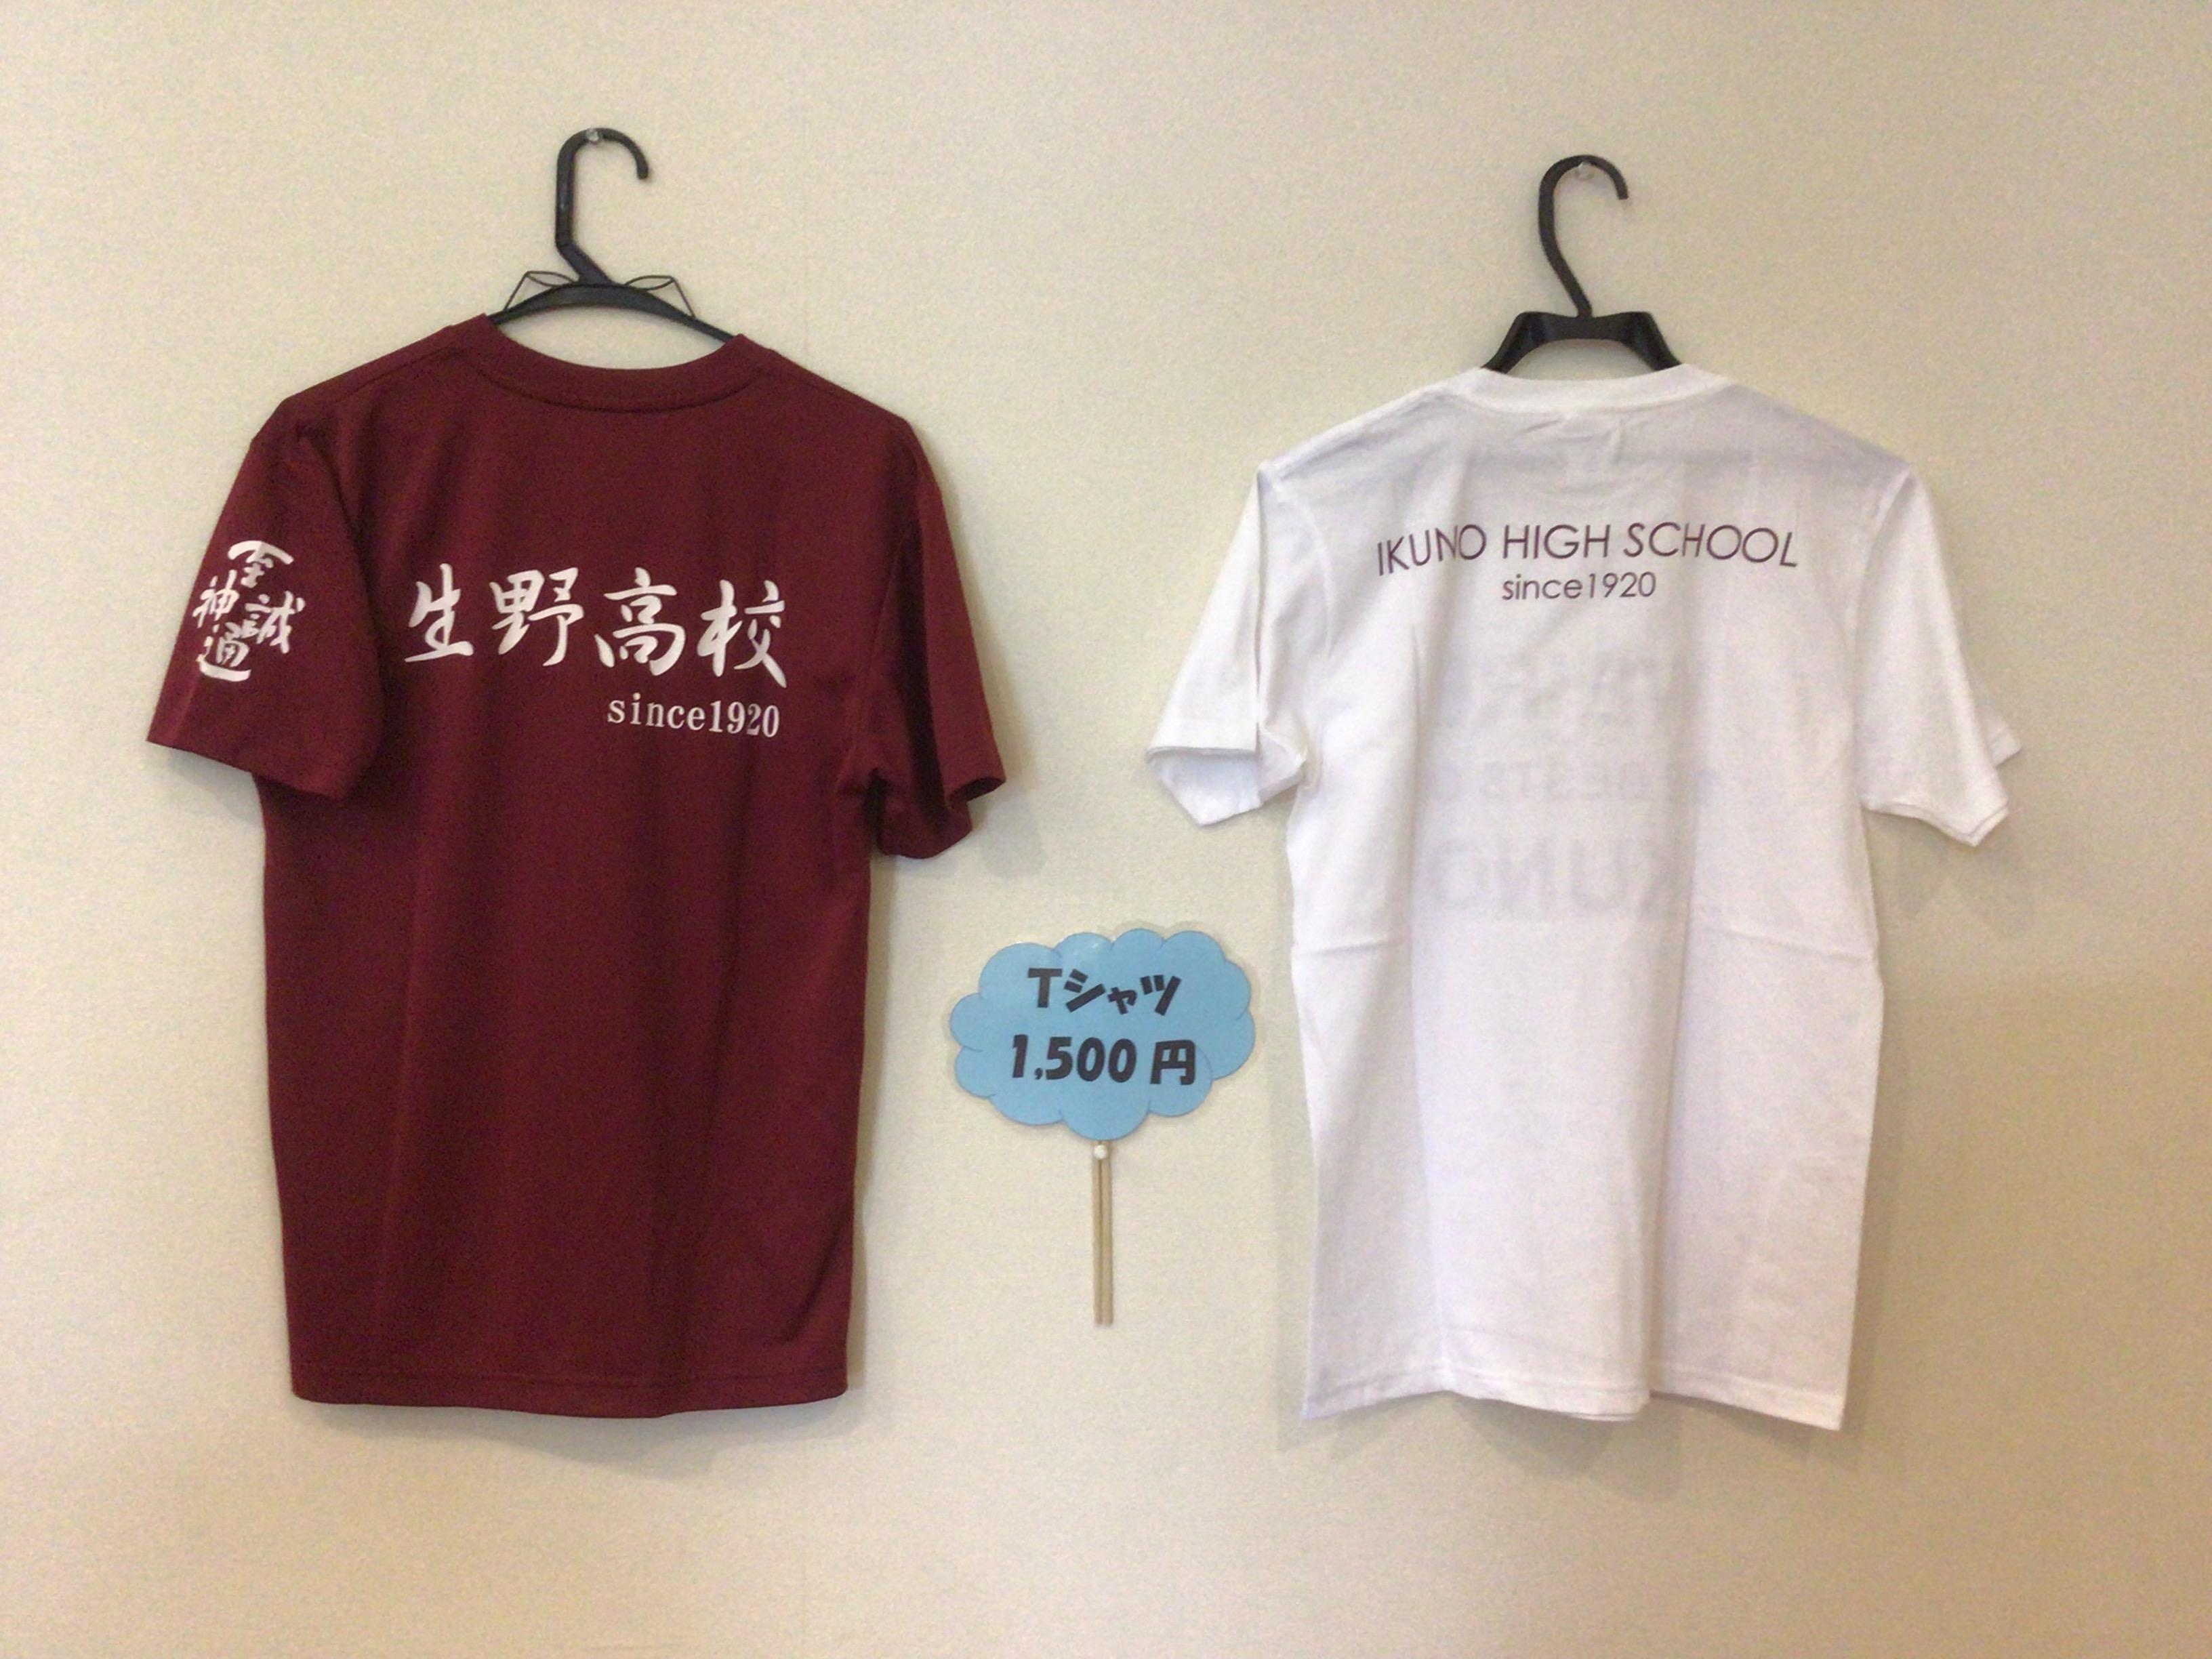 至誠
神通
生野高校
since1920
Tシャツ
1,500円
IKUNO HIGH SCHOOL
since1920